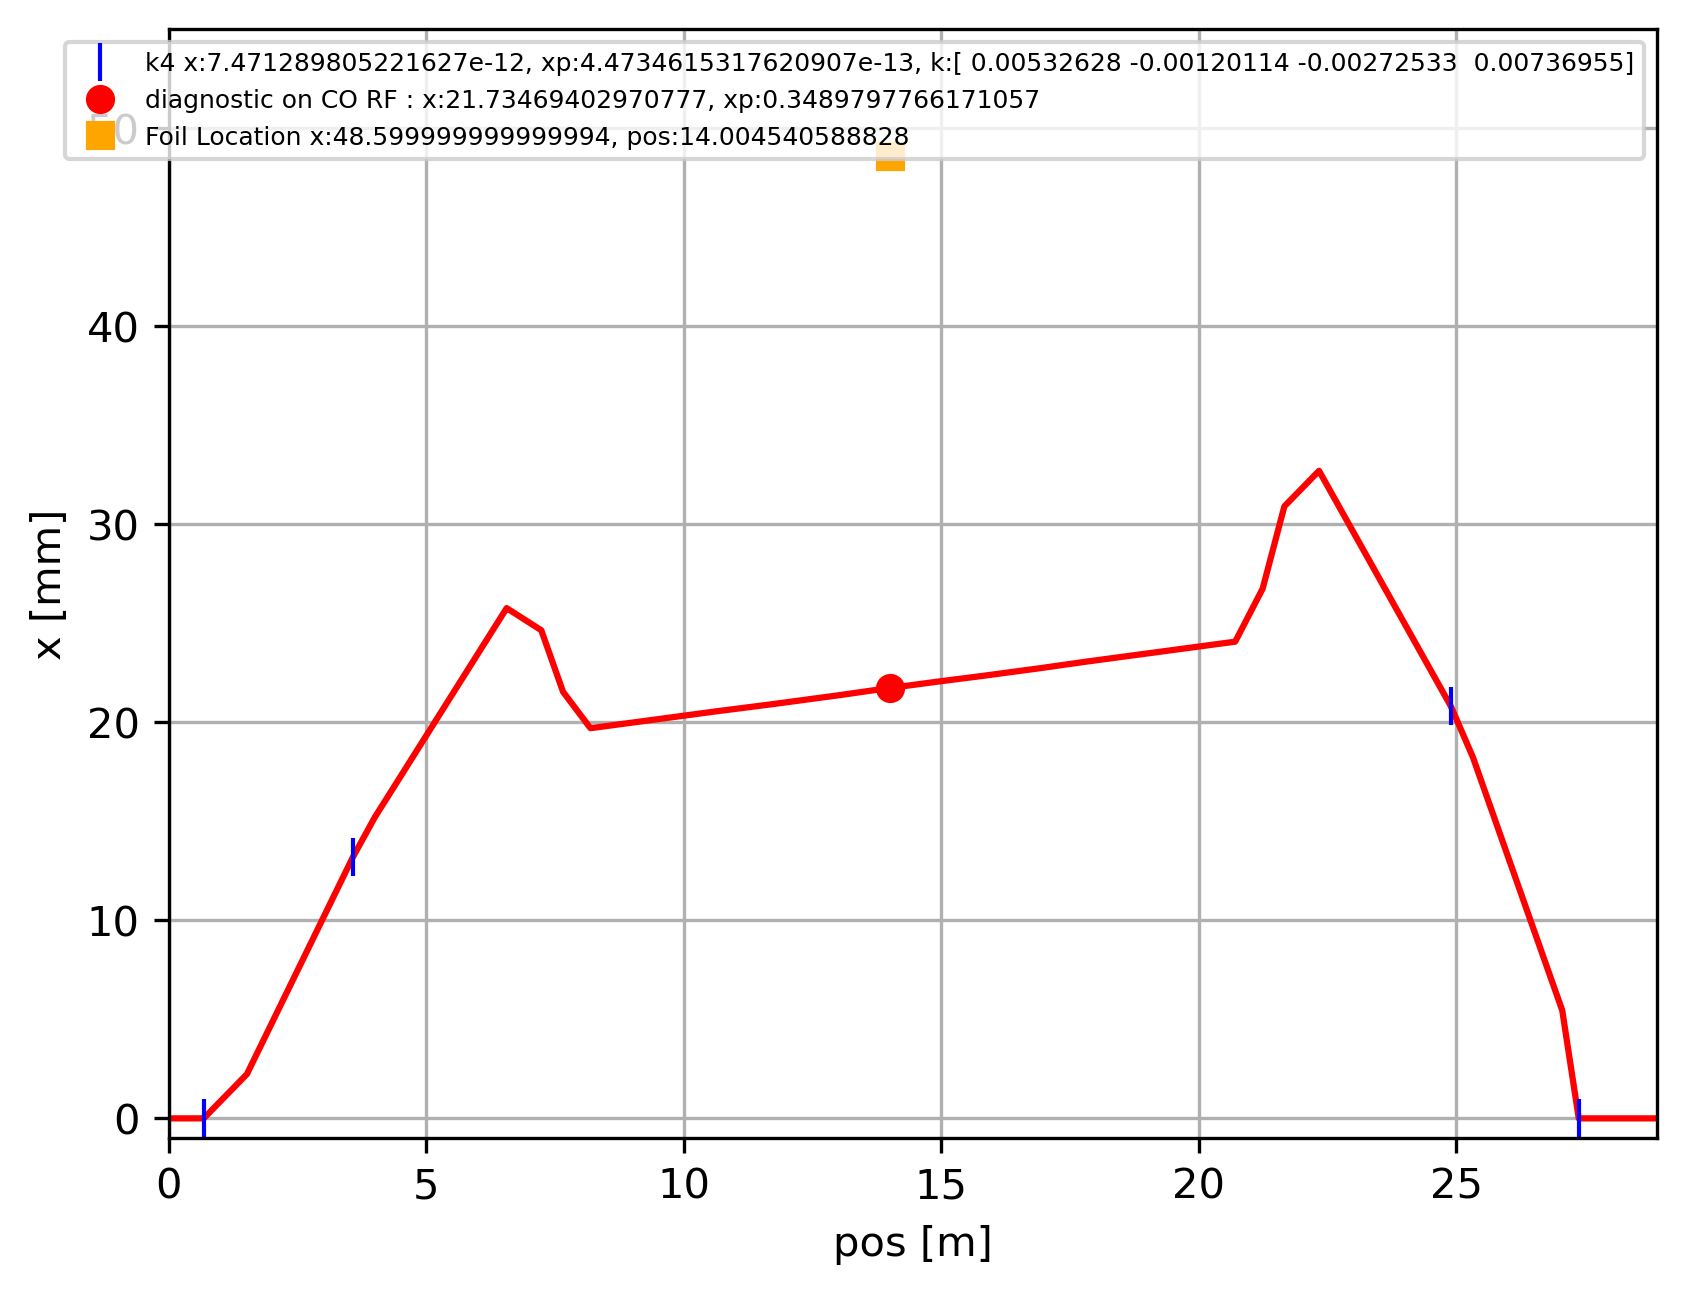 k4 x:7.471289805221627e-12, xp:4.4734615317620907e-13, k:[ 0.00532628 -0.00120114 -0.00272533  0.00736955]
diagnostic on CO RF : x:21.73469402970777, xp:0.3489797766171057
Foil Location x:48.599999999999994, pos:14.004540588828
50
40
30
20
10
0
x [mm]
0 5 10 15 20 25
pos [m]